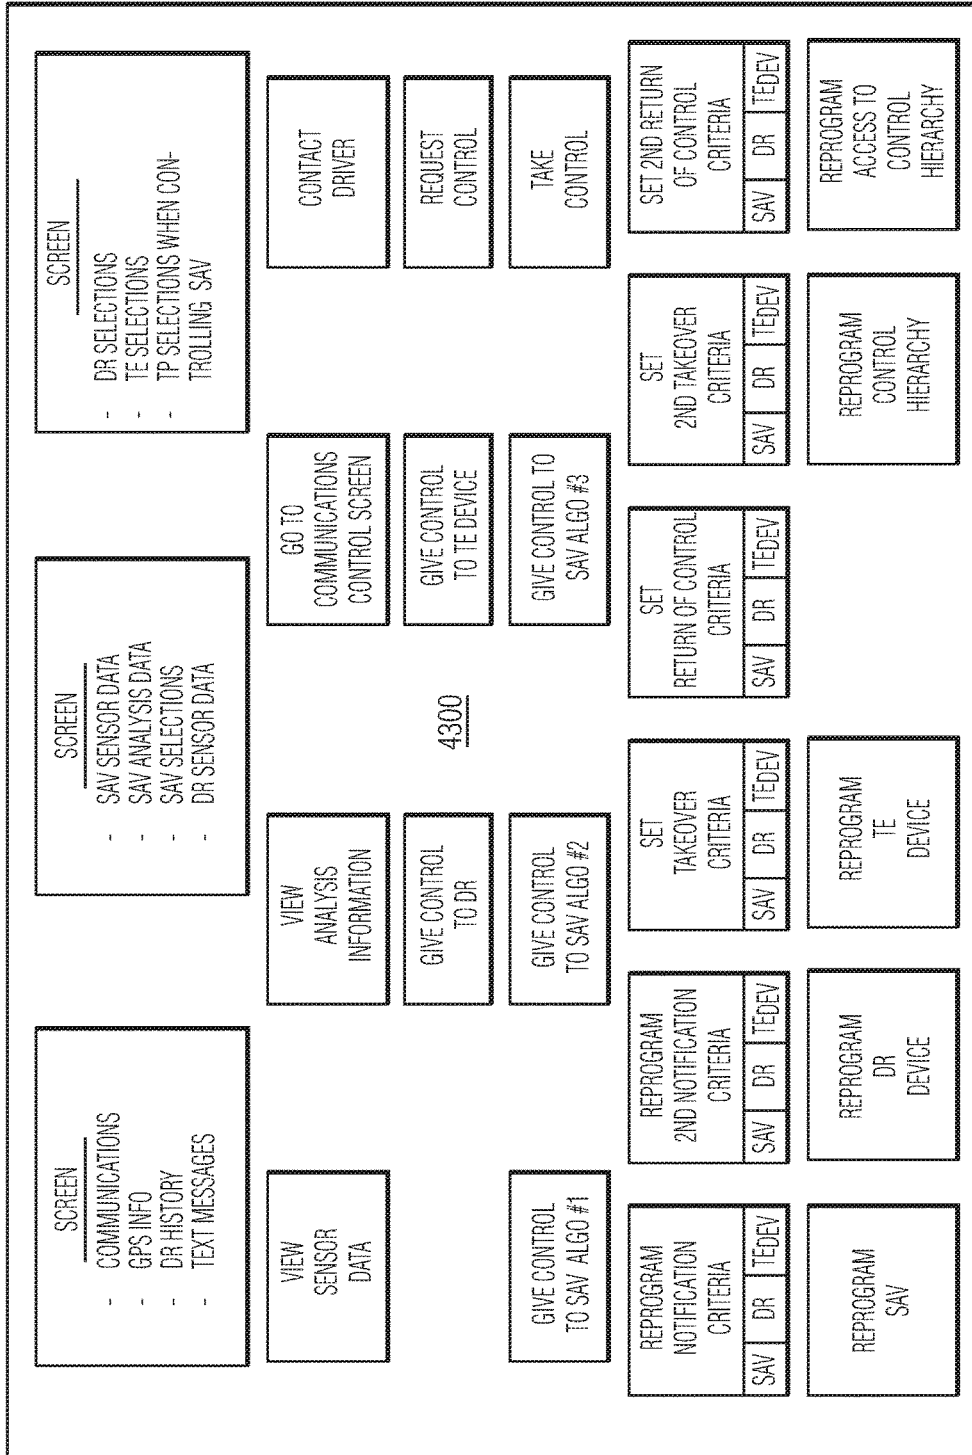 SCREEN
- COMMUNICATIONS
- GPS INFO
- DR HISTORY
- TEXT MESSAGES
SCREEN
- SAV SENSOR DATA
- SAV ANALYSIS DATA
- SAV SELECTIONS
- DR SENSOR DATA
SCREEN
- DR SELECTIONS
- TE SELECTIONS
- TP SELECTIONS WHEN CON-
TROLLING SAV
VIEW
SENSOR
DATA
VIEW
ANALYSIS
INFORMATION
GO TO
COMMUNICATIONS
CONTROL SCREEN
CONTACT
DRIVER
GIVE CONTROL
TO DR
GIVE CONTROL
TO TE DEVICE
REQUEST
CONTROL
4300
GIVE CONTROL
TO SAV ALGO #1
GIVE CONTROL
TO SAV ALGO #2
GIVE CONTROL TO
SAV ALGO #3
TAKE
CONTROL
REPROGRAM
NOTIFICATION
CRITERIA
SAV DR TEDEV
REPROGRAM
2ND NOTIFICATION
CRITERIA
SAV DR TEDEV
SET
TAKEOVER
CRITERIA
SAV DR TEDEV
SET
RETURN OF CONTROL
CRITERIA
SAV DR TEDEV
SET
2ND TAKEOVER
CRITERIA
SAV DR TEDEV
SET 2ND RETURN
OF CONTROL
CRITERIA
SAV DR TEDEV
REPROGRAM
SAV
REPROGRAM
DR
DEVICE
REPROGRAM
TE
DEVICE
REPROGRAM
CONTROL
HIERARCHY
REPROGRAM
ACCESS TO
CONTROL
HIERARCHY